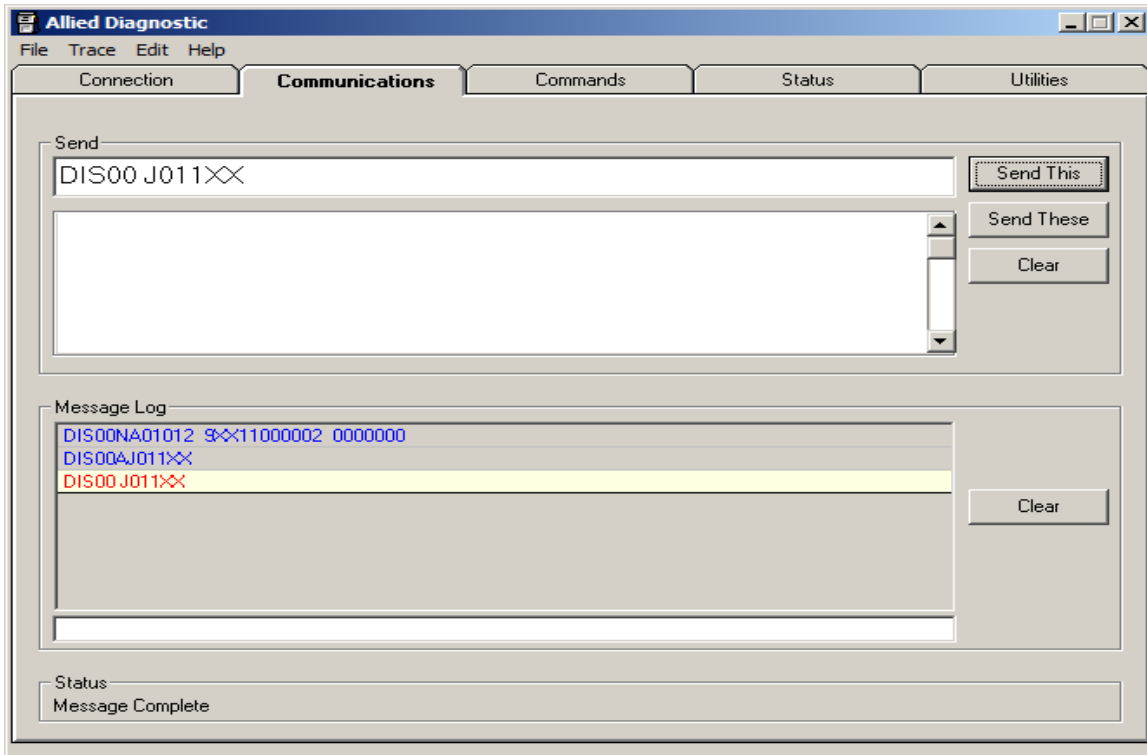 Allied Diagnostic
File Trace Edit Help
Connection Communications Commands Status Utilities
Send
DIS00 J011XX
Send This
Send These
Clear
Message Log
DIS00NA01012 9XX11000002 0000000
DIS00AJ011XX
DIS00 J011XX
Clear
Status
Message Complete